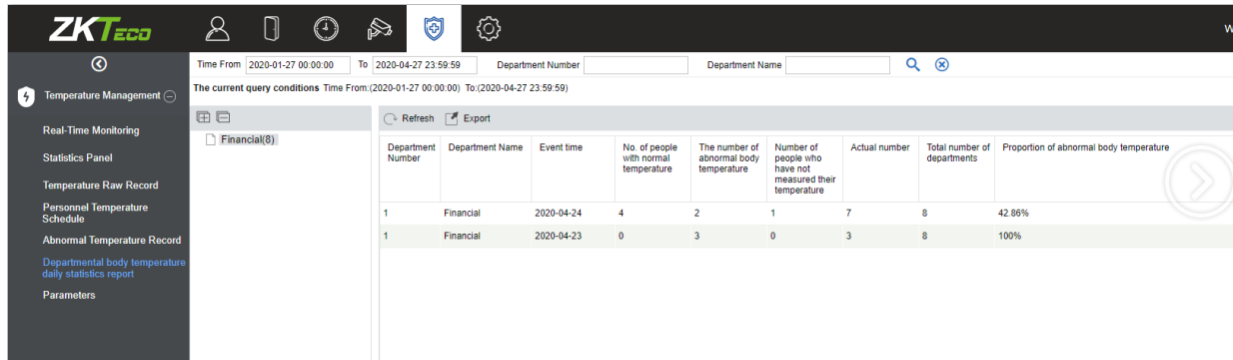 ZKTECO
W
Time From 2020-01-27 00:00:00 To 2020-04-27 23:59:59 Department Number Department Name
The current query conditions Time From:(2020-01-27 00:00:00) To:(2020-04-27 23:59:59)
Temperature Management
Real-Time Monitoring
Statistics Panel
Temperature Raw Record
Personnel Temperature
Schedule
Abnormal Temperature Record
Departmental body temperature
daily statistics report
Parameters
Financial(8)
Refresh Export
Department Number Department Name Event time No. of people with normal temperature The number of abnormal body temperature Number of people who have not measured their temperature Actual number Total number of departments Proportion of abnormal body temperature
1 Financial 2020-04-24 4 2 1 7 8 42.86%
1 Financial 2020-04-23 0 3 0 3 8 100%